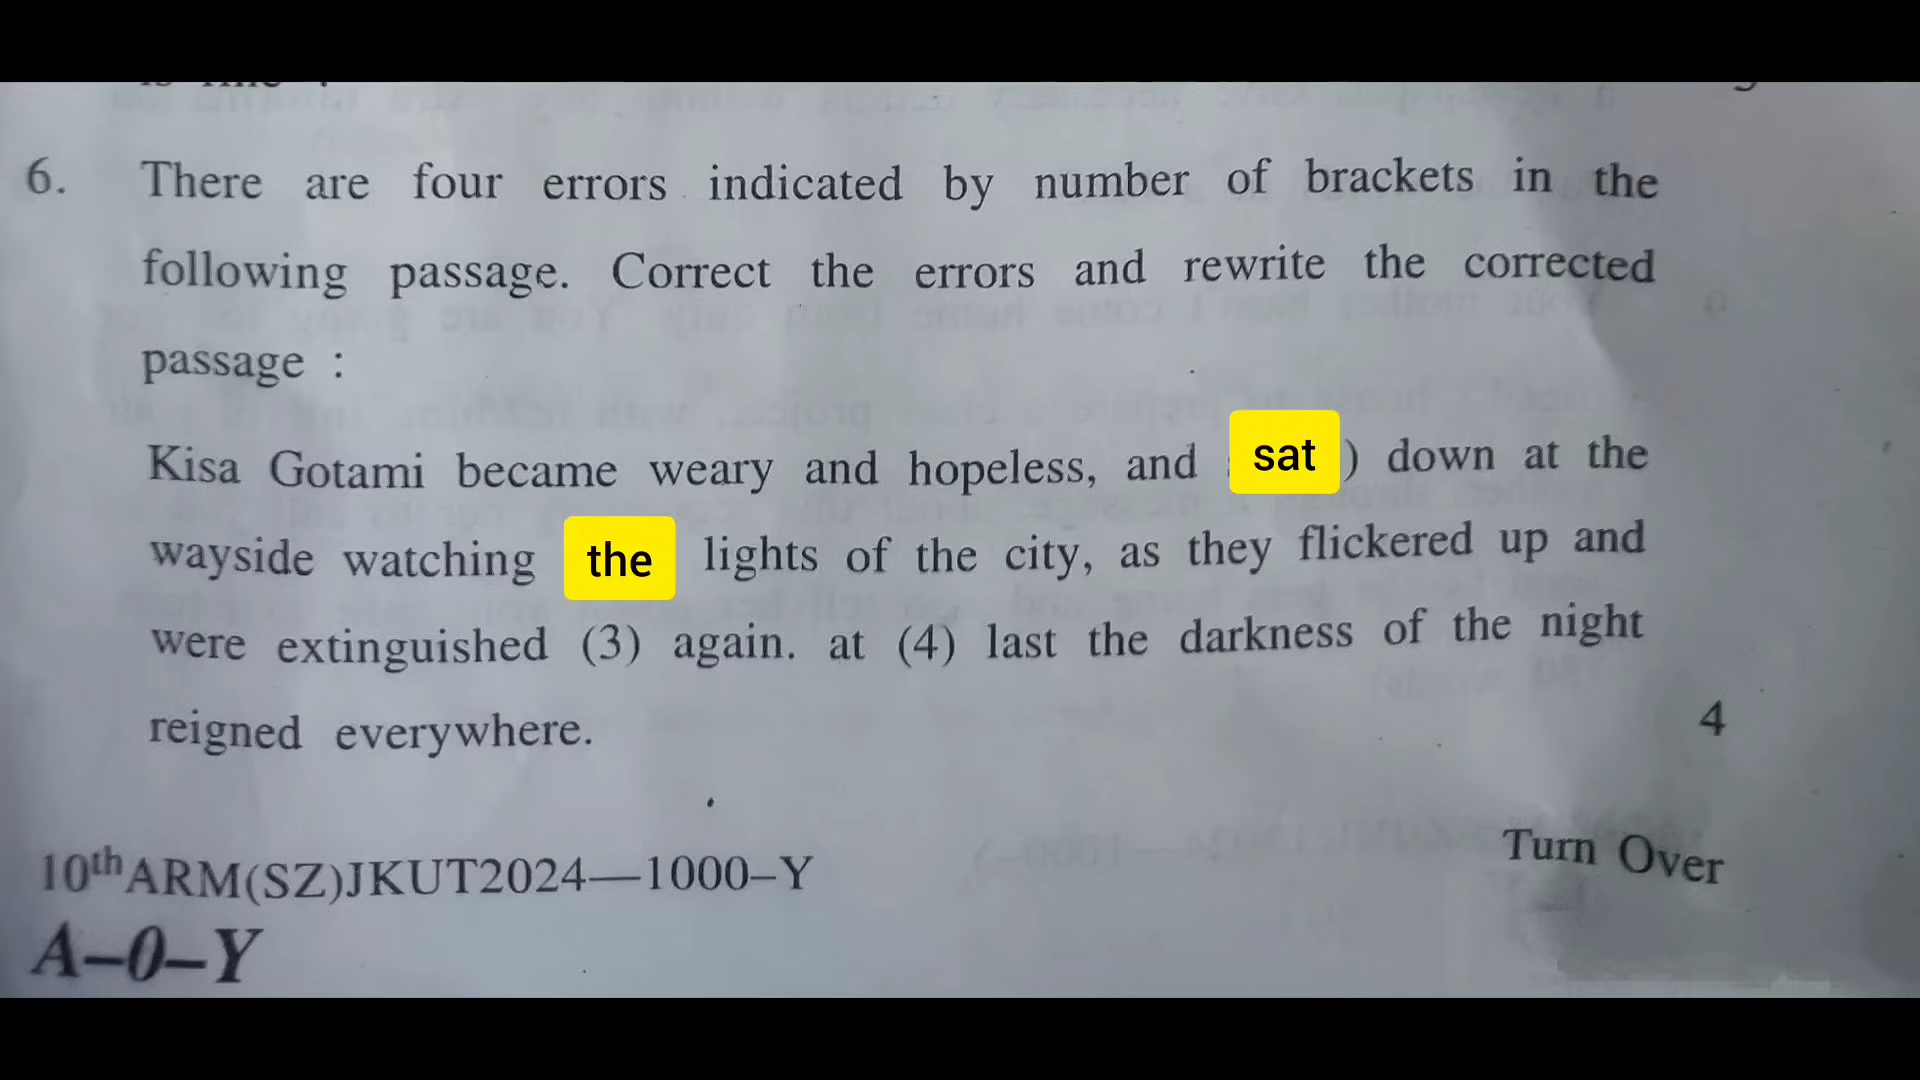 6. There are four errors indicated by number of brackets in the
following passage. Correct the errors and rewrite the corrected
passage :
Kisa Gotami became weary and hopeless, and sat ) down at the
wayside watching the lights of the city, as they flickered up and
were extinguished (3) again. at (4) last the darkness of the night
reigned everywhere.
4
Turn Over
10thARM(SZ)JKUT2024—1000–Y
A–0–Y